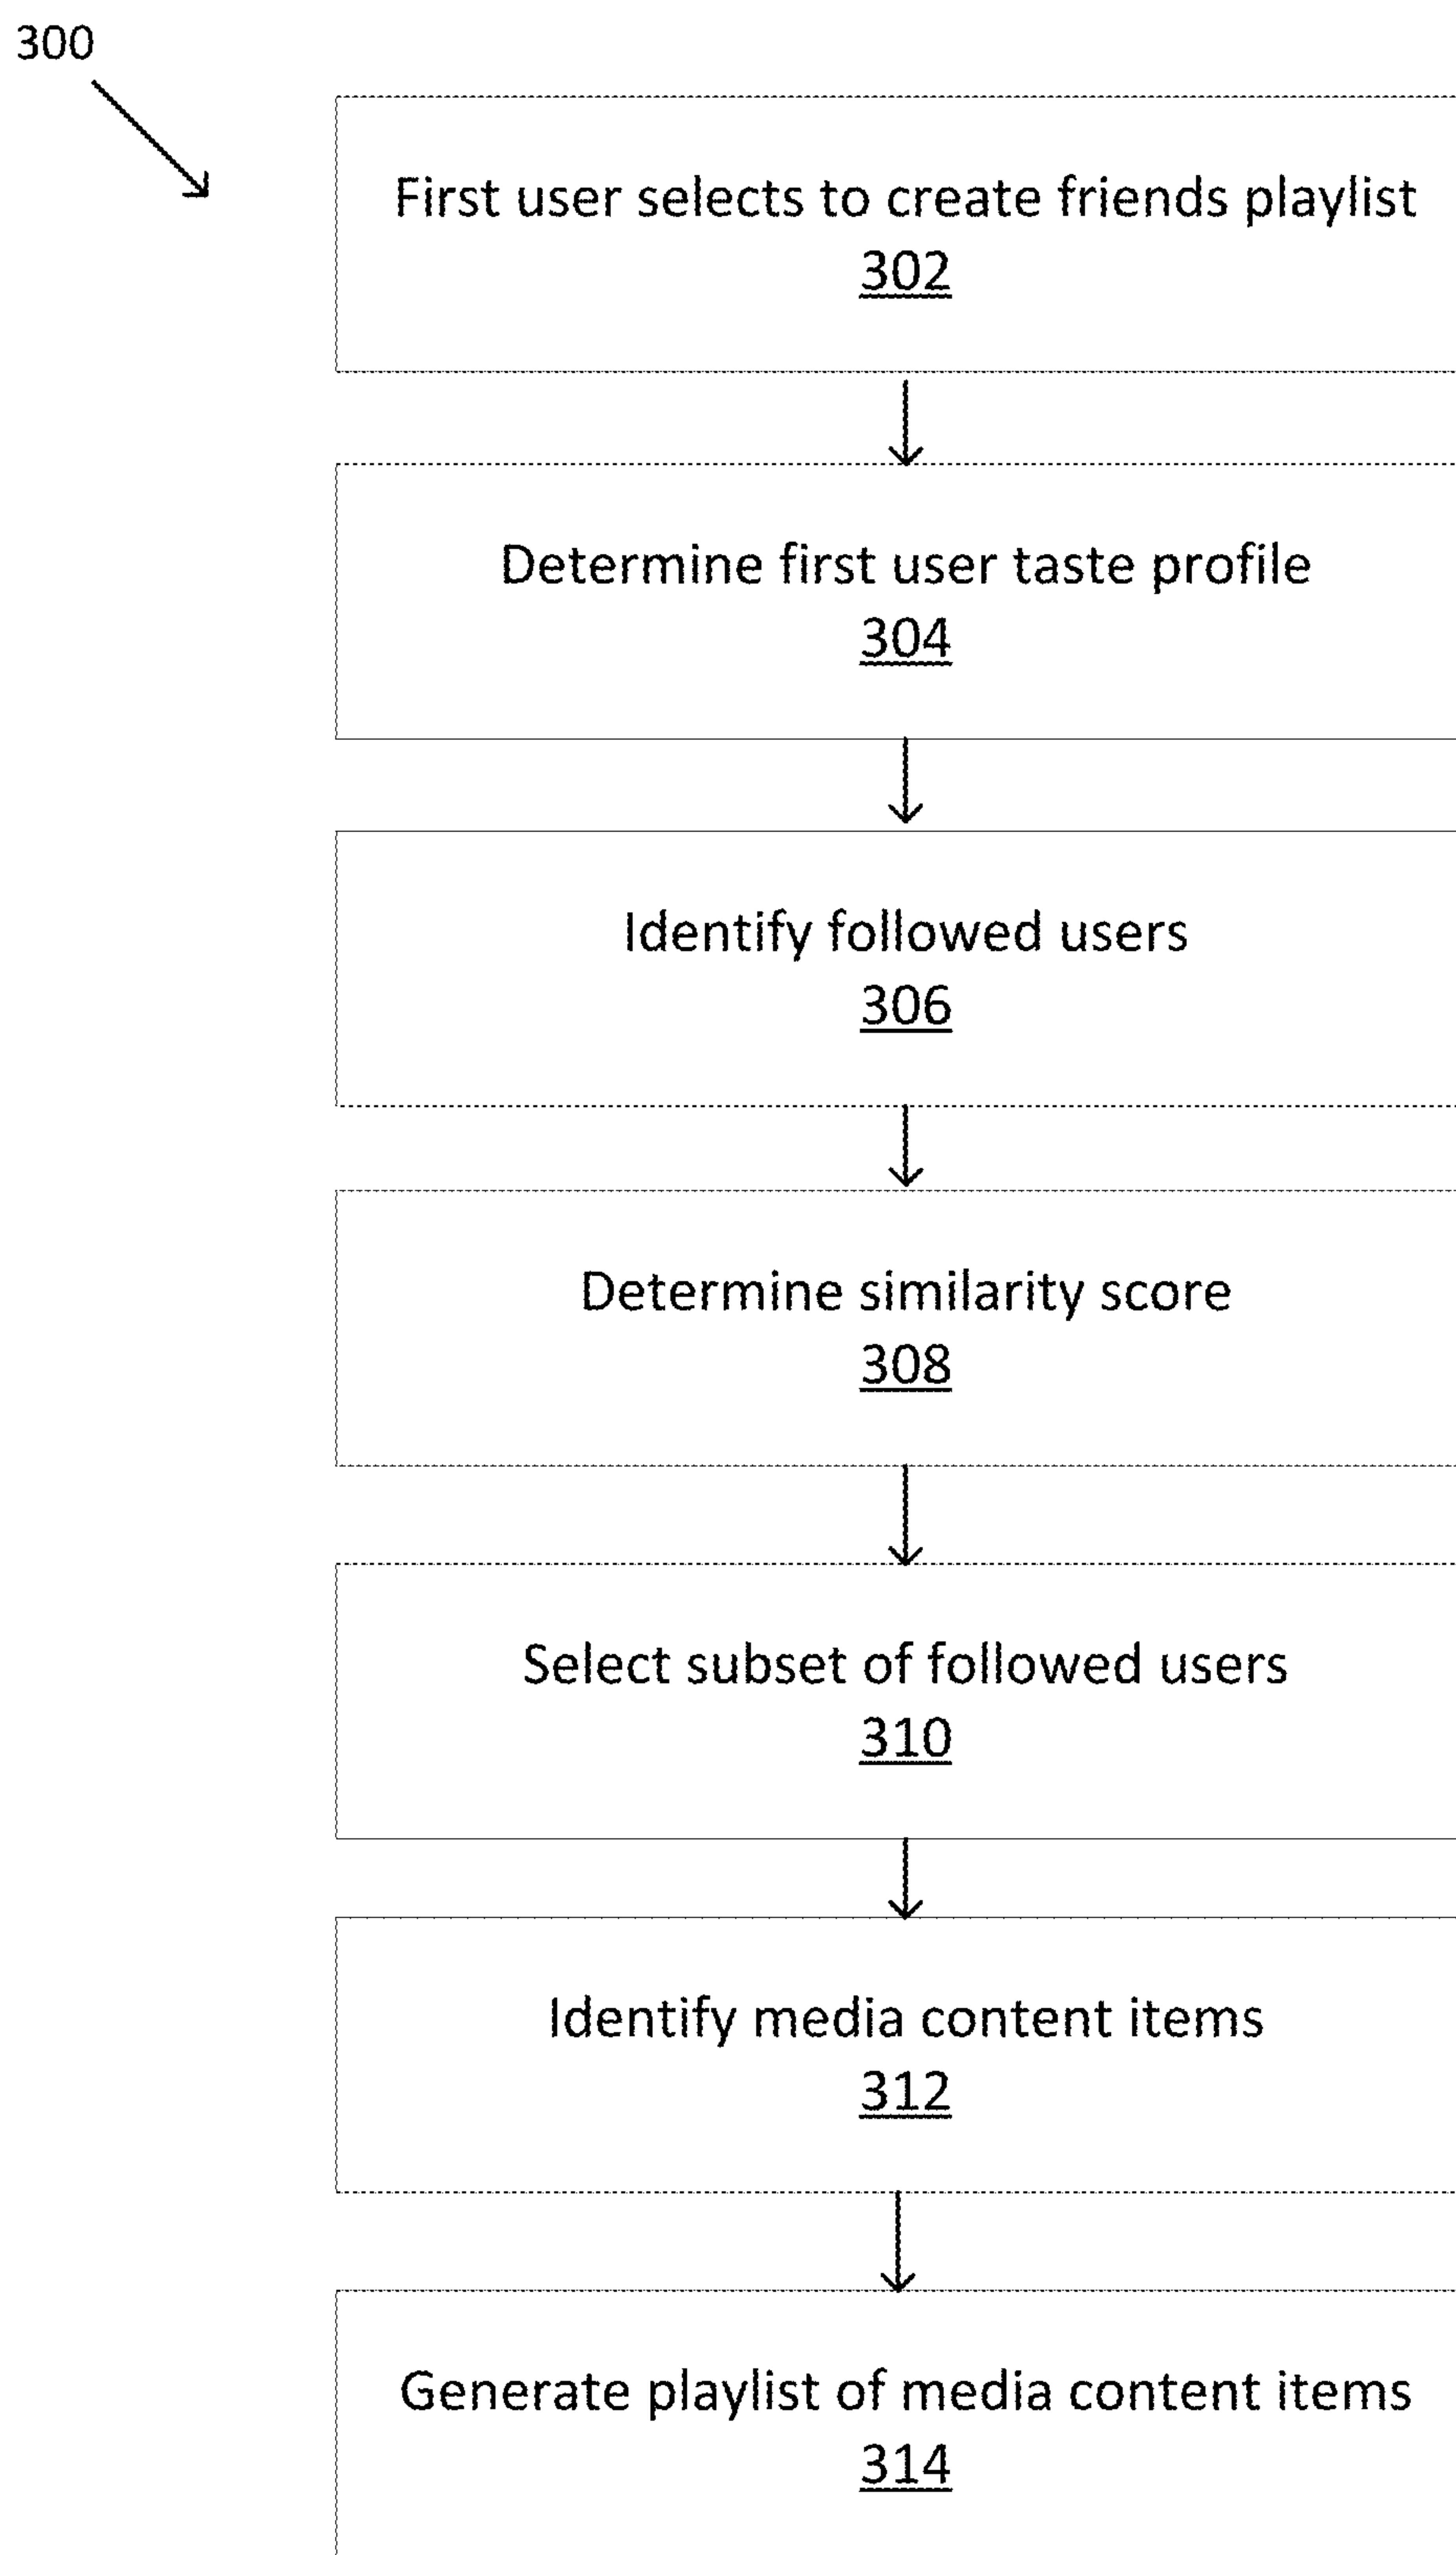 300
First user selects to create friends playlist
302
Determine first user taste profile
304
Identify followed users
306
Determine similarity score
308
Select subset of followed users
310
Identify media content items
312
Generate playlist of media content items
314